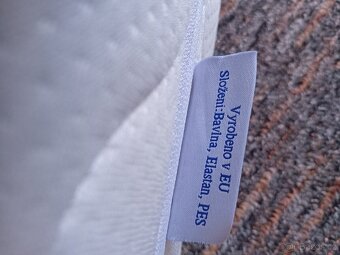 Vyrobeno v EU
Složení:Bavlna, Elastan, PES